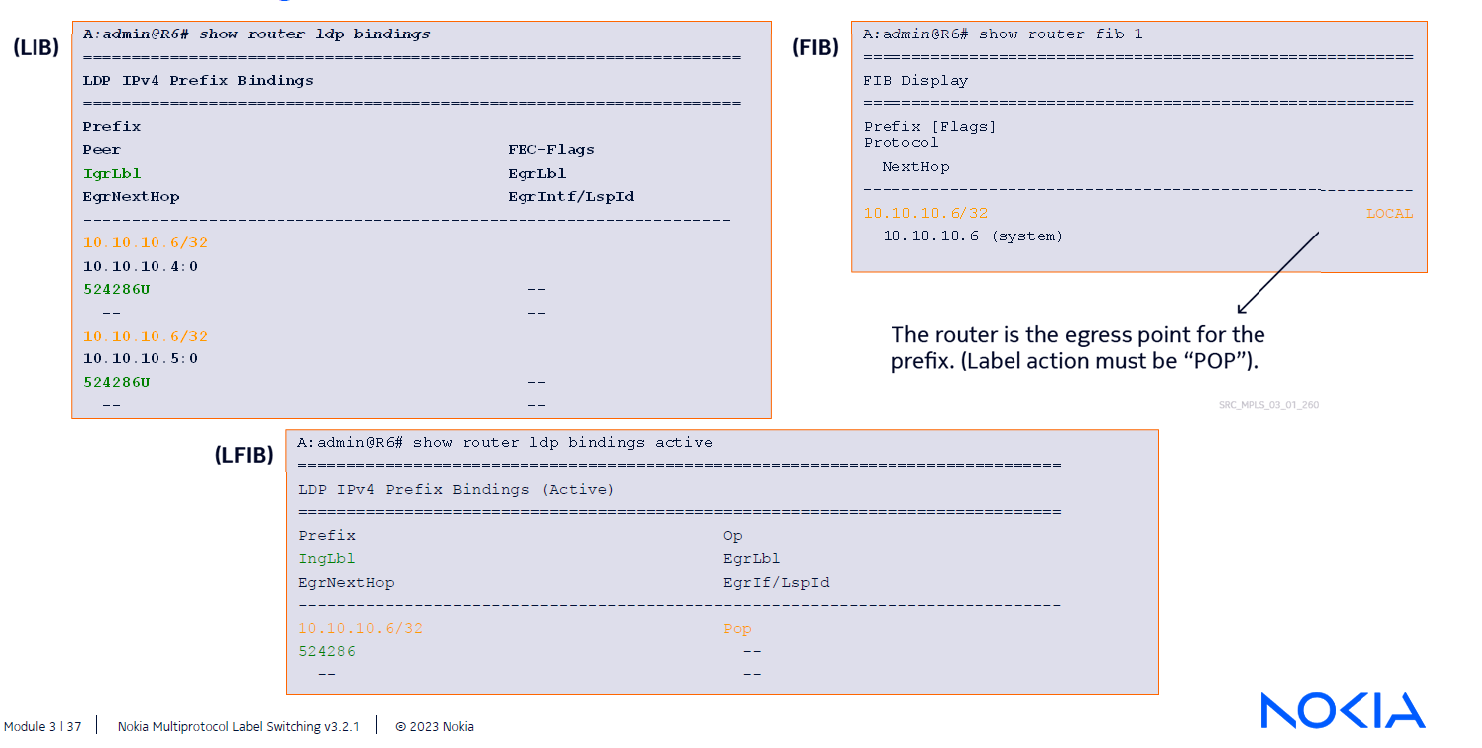 (LIB)
A:admin@R6# show router ldp bindings
===============================================================================
LDP IPv4 Prefix Bindings
===============================================================================
Prefix
Peer FEC-Flags
IgrLbl EgrLbl
EgrNextHop EgrIntf/LspId
-------------------------------------------------------------------------------
10.10.10.6/32
10.10.10.4:0
524286U --
-- --
10.10.10.6/32
10.10.10.5:0
524286U --
-- --
(FIB)
A:admin@R6# show router fib 1
===============================================================================
FIB Display
===============================================================================
Prefix [Flags]
Protocol
NextHop
-------------------------------------------------------------------------------
10.10.10.6/32 LOCAL
10.10.10.6 (system)
The router is the egress point for the
prefix. (Label action must be “POP”).
SRC_MPLS_03_01_260
(LFIB)
A:admin@R6# show router ldp bindings active
===============================================================================
LDP IPv4 Prefix Bindings (Active)
===============================================================================
Prefix Op
IngLbl EgrLbl
EgrNextHop EgrIf/LspId
-------------------------------------------------------------------------------
10.10.10.6/32 Pop
524286 --
-- --
Module 3 | 37 | Nokia Multiprotocol Label Switching v3.2.1 | © 2023 Nokia
NOKIA